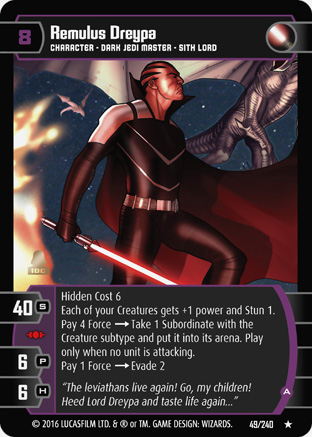 8
Remulus Dreypa
CHARACTER - DARK JEDI MASTER - SITH LORD
IDC
40 S
6 P
6 H
Hidden Cost 6
Each of your Creatures gets +1 power and Stun 1.
Pay 4 Force → Take 1 Subordinate with the
Creature subtype and put it into its arena. Play
only when no unit is attacking.
Pay 1 Force → Evade 2
“The leviathans live again! Go, my children!
Heed Lord Dreypa and taste life again...”
A
© 2016 LUCASFILM LTD. & ® or TM. GAME DESIGN: WIZARDS.
49/240 ★